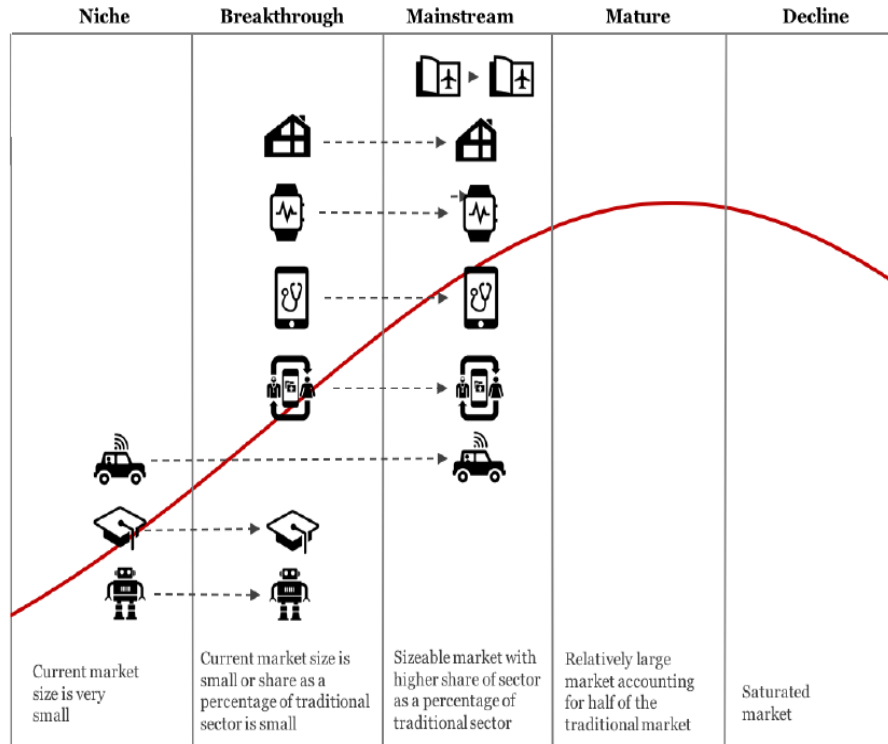 Niche
Breakthrough
Mainstream
Mature
Decline
Current market
size is very
small
Current market size is
small or share as a
percentage of traditional
sector is small
Sizeable market with
higher share of sector
as a percentage of
traditional sector
Relatively large
market accounting
for half of the
traditional market
Saturated
market